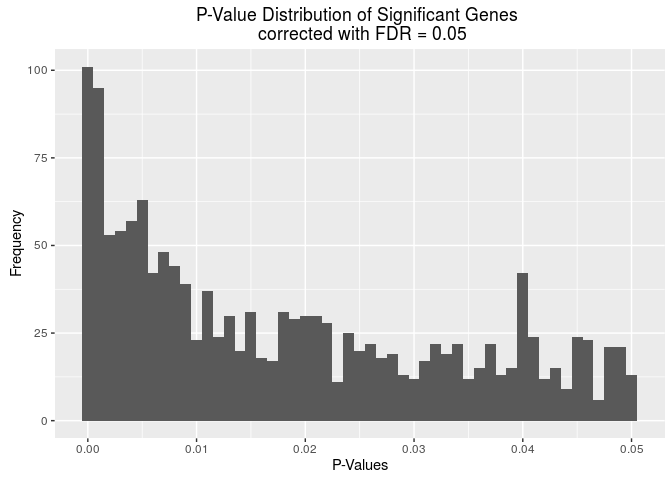 P-Value Distribution of Significant Genes
corrected with FDR = 0.05
100
75
50
25
0
Frequency
0.00 0.01 0.02 0.03 0.04 0.05
P-Values